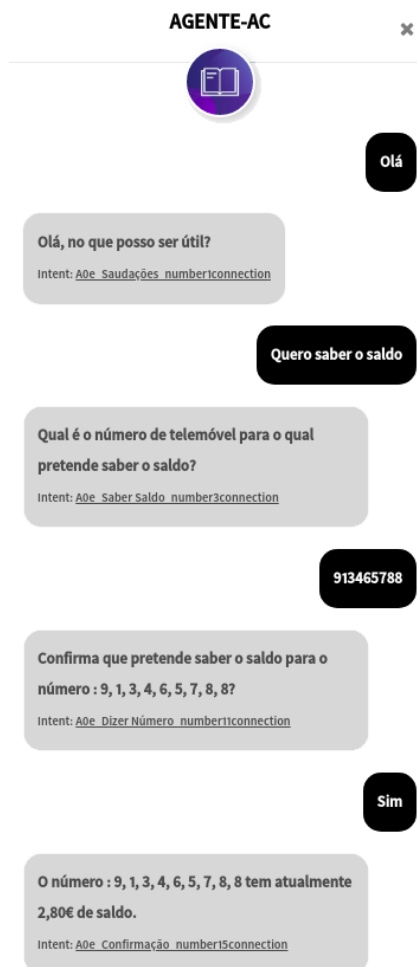 AGENTE-AC
Olá
Olá, no que posso ser útil?
Intent: A0e_Saudações_number1connection
Quero saber o saldo
Qual é o número de telemóvel para o qual
pretende saber o saldo?
Intent: A0e_Saber Saldo_number3connection
913465788
Confirma que pretende saber o saldo para o
número : 9, 1, 3, 4, 6, 5, 7, 8, 8?
Intent: A0e_Dizer Número_number11connection
Sim
O número : 9, 1, 3, 4, 6, 5, 7, 8, 8 tem atualmente
2,80€ de saldo.
Intent: A0e_Confirmação_number15connection